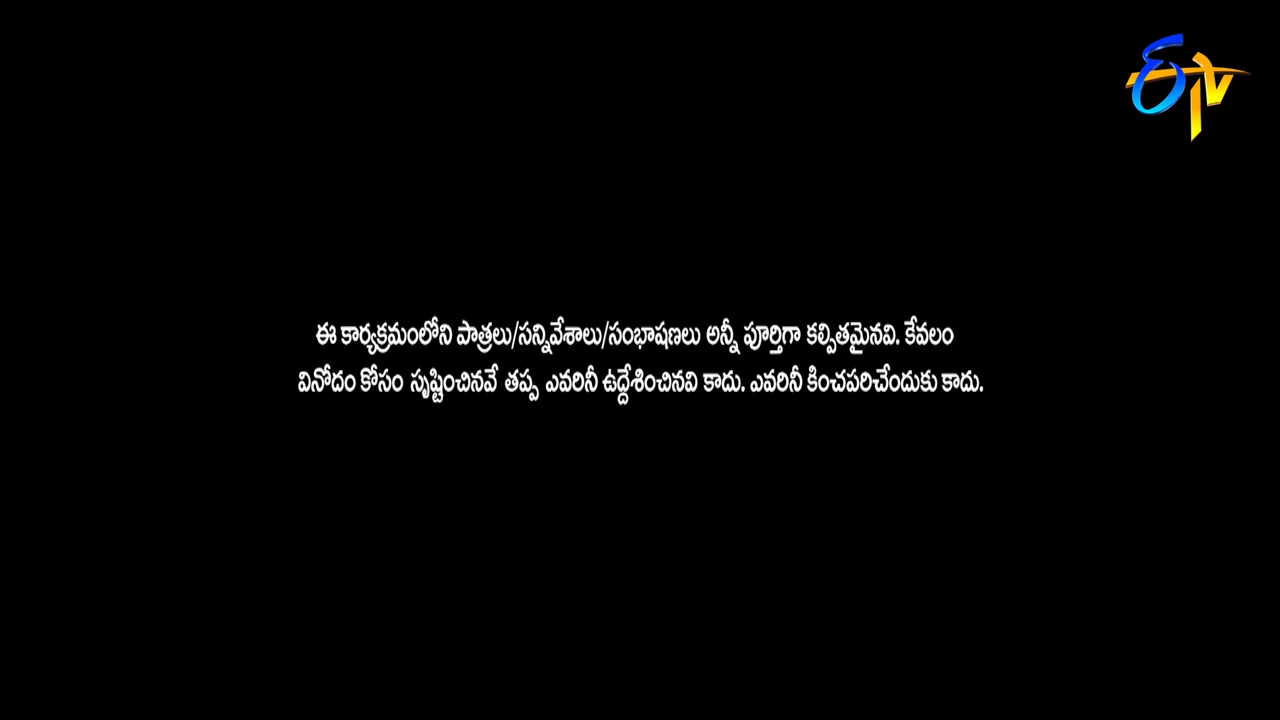 ఈ టీవీ
ఈ కార్యక్రమంలోని పాత్రలు/సన్నివేశాలు/సంభాషణలు అన్నీ పూర్తిగా కల్పితమైనవి. కేవలం
వినోదం కోసం సృష్టించినవే తప్ప ఎవరినీ ఉద్దేశించినవి కాదు. ఎవరినీ కించపరిచేందుకు కాదు.